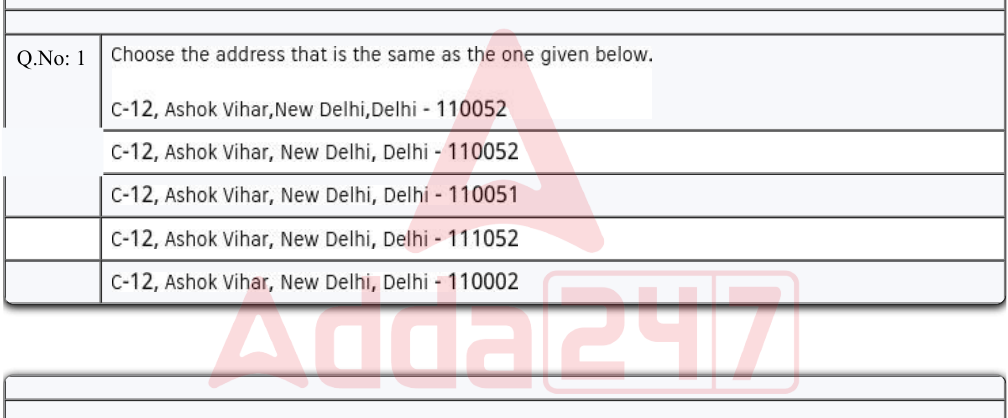 Q.No: 1
Choose the address that is the same as the one given below.
C-12, Ashok Vihar,New Delhi,Delhi - 110052
C-12, Ashok Vihar, New Delhi, Delhi - 110052
C-12, Ashok Vihar, New Delhi, Delhi - 110051
C-12, Ashok Vihar, New Delhi, Delhi - 111052
C-12, Ashok Vihar, New Delhi, Delhi - 110002
Adda247